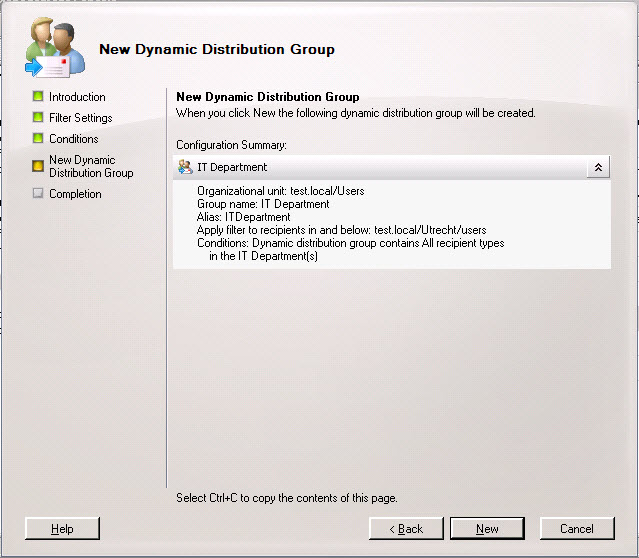 New Dynamic Distribution Group
Introduction
Filter Settings
Conditions
New Dynamic
Distribution Group
Completion
New Dynamic Distribution Group
When you click New the following dynamic distribution group will be created.
Configuration Summary:
IT Department
Organizational unit: test.local/Users
Group name: IT Department
Alias: ITDepartment
Apply filter to recipients in and below: test.local/Utrecht/users
Conditions: Dynamic distribution group contains All recipient types
in the IT Department(s)
Select Ctrl+C to copy the contents of this page.
Help
< Back
New
Cancel